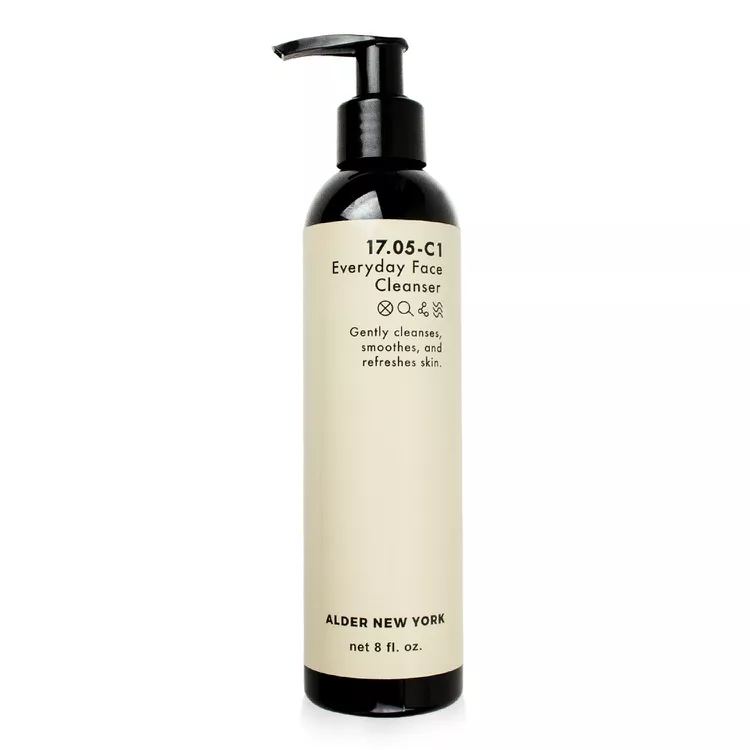 17.05-C1
Everyday Face
Cleanser
Gently cleanses,
smoothes, and
refreshes skin.
ALDER NEW YORK
net 8 fl. oz.